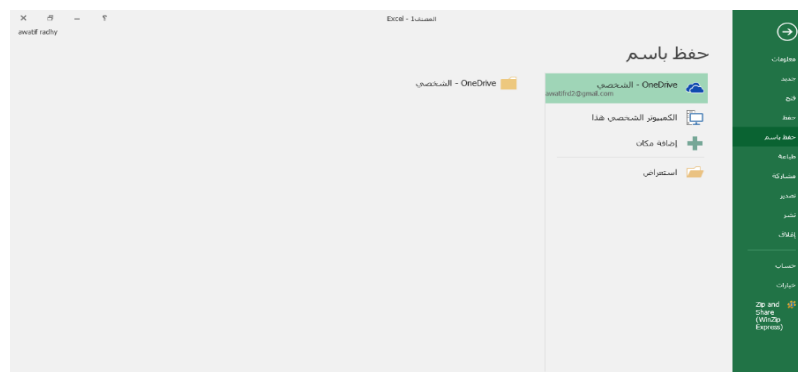 المصنف1 - Excel
awatif radhy
حفظ باسم
معلومات
جديد
فتح
حفظ
حفظ باسم
طباعة
مشاركة
تصدير
نشر
إغلاق
حساب
خيارات
Zip and
Share
(WinZip
Express)
OneDrive - الشخصي
awatifrd2@gmail.com
الكمبيوتر الشخصي هذا
إضافة مكان
استعراض
OneDrive - الشخصي